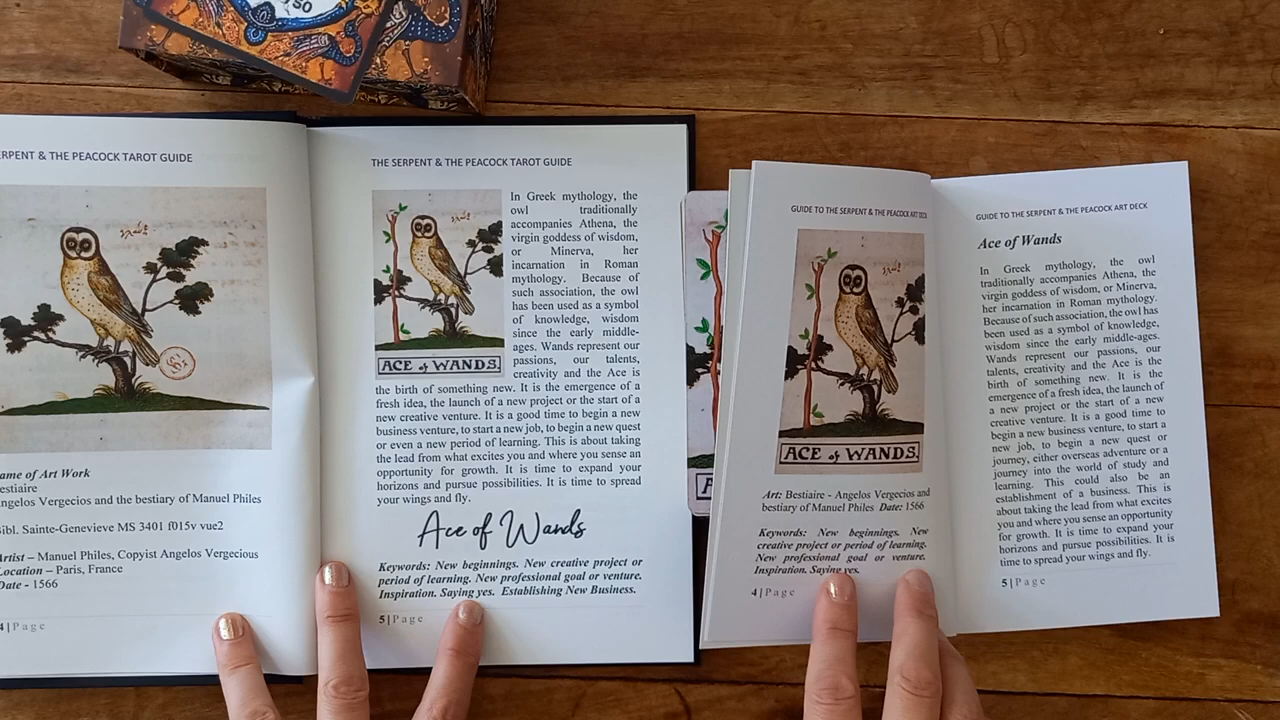 50
ERPENT & THE PEACOCK TAROT GUIDE
ame of Art Work
estiaire
ngelos Vergecios and the bestiary of Manuel Philes
ibl. Sainte-Genevieve MS 3401 f015v vue2
Artist – Manuel Philes, Copyist Angelos Vergecious
Location – Paris, France
Date - 1566
4 | P a g e
THE SERPENT & THE PEACOCK TAROT GUIDE
ACE of WANDS.
In Greek mythology, the
owl traditionally
accompanies Athena, the
virgin goddess of wisdom,
or Minerva, her
incarnation in Roman
mythology. Because of
such association, the owl
has been used as a symbol
of knowledge, wisdom
since the early middle-
ages. Wands represent our
passions, our talents,
creativity and the Ace is
the birth of something new. It is the emergence of a
fresh idea, the launch of a new project or the start of a
new creative venture. It is a good time to begin a new
business venture, to start a new job, to begin a new quest
or even a new period of learning. This is about taking
the lead from what excites you and where you sense an
opportunity for growth. It is time to expand your
horizons and pursue possibilities. It is time to spread
your wings and fly.
Ace of Wands
Keywords: New beginnings. New creative project or
period of learning. New professional goal or venture.
Inspiration. Saying yes. Establishing New Business.
5 | P a g e
A
GUIDE TO THE SERPENT & THE PEACOCK ART DECK
ACE of WANDS.
Art: Bestiaire - Angelos Vergecios and
bestiary of Manuel Philes Date: 1566
Keywords: New beginnings. New
creative project or period of learning.
New professional goal or venture.
Inspiration. Saying yes.
4 | P a g e
GUIDE TO THE SERPENT & THE PEACOCK ART DECK
Ace of Wands
In Greek mythology, the owl
traditionally accompanies Athena, the
virgin goddess of wisdom, or Minerva,
her incarnation in Roman mythology.
Because of such association, the owl has
been used as a symbol of knowledge,
wisdom since the early middle-ages.
Wands represent our passions, our
talents, creativity and the Ace is the
birth of something new. It is the
emergence of a fresh idea, the launch of
a new project or the start of a new
creative venture. It is a good time to
begin a new business venture, to start a
new job, to begin a new quest or
journey, either overseas adventure or a
journey into the world of study and
learning. This could also be an
establishment of a business. This is
about taking the lead from what excites
you and where you sense an opportunity
for growth. It is time to expand your
horizons and pursue possibilities. It is
time to spread your wings and fly.
5 | P a g e